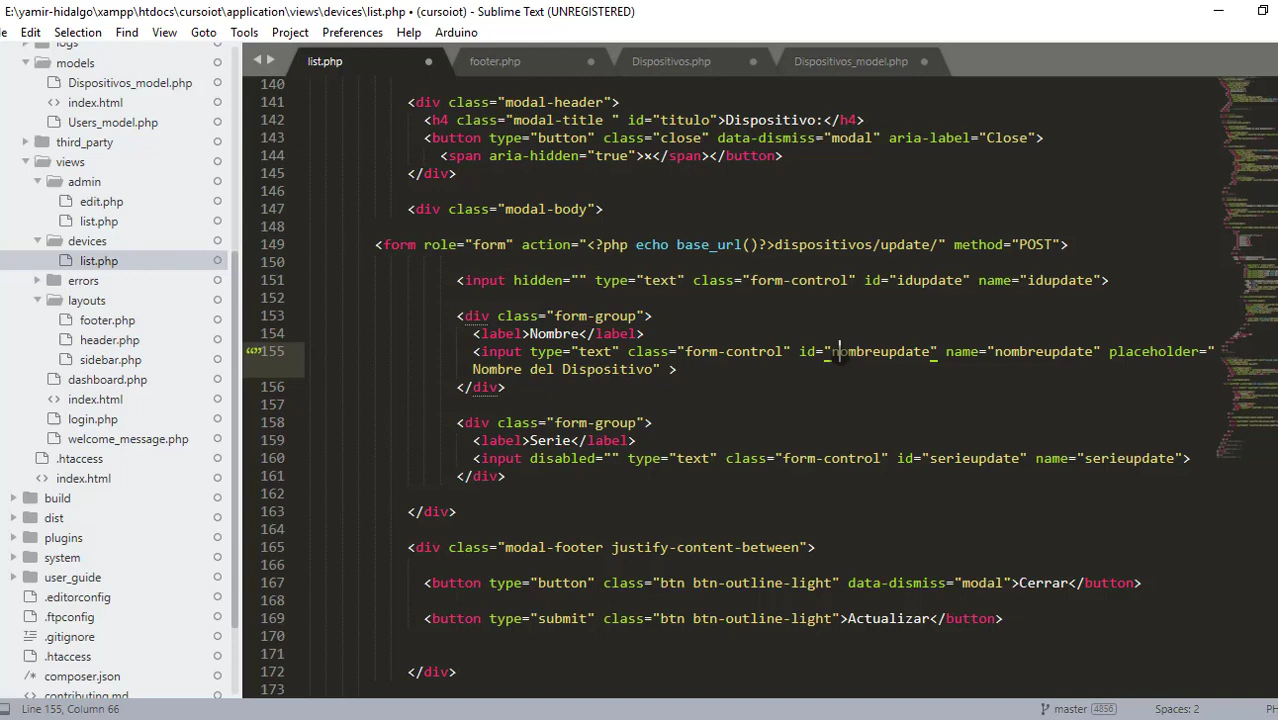 E:\yamir-hidalgo\xampp\htdocs\cursoiot\application\views\devices\list.php • (cursoiot) - Sublime Text (UNREGISTERED)
Edit Selection Find View Goto Tools Project Preferences Help Arduino
list.php footer.php Dispositivos.php Dispositivos_model.php
logs
models
Dispositivos_model.php
index.html
Users_model.php
third_party
views
admin
edit.php
list.php
devices
list.php
errors
layouts
footer.php
header.php
sidebar.php
dashboard.php
index.html
login.php
welcome_message.php
.htaccess
index.html
build
dist
plugins
system
user_guide
.editorconfig
.ftpconfig
.gitignore
.htaccess
composer.json
contributing.md
140
141 <div class="modal-header">
142 <h4 class="modal-title " id="titulo">Dispositivo:</h4>
143 <button type="button" class="close" data-dismiss="modal" aria-label="Close">
144 <span aria-hidden="true">x</span></button>
145 </div>
146
147 <div class="modal-body">
148
149 <form role="form" action="<?php echo base_url()?>dispositivos/update/" method="POST">
150
151 <input hidden="" type="text" class="form-control" id="idupdate" name="idupdate">
152
153 <div class="form-group">
154 <label>Nombre</label>
155 <input type="text" class="form-control" id="nombreupdate" name="nombreupdate" placeholder="
Nombre del Dispositivo" >
156 </div>
157
158 <div class="form-group">
159 <label>Serie</label>
160 <input disabled="" type="text" class="form-control" id="serieupdate" name="serieupdate">
161 </div>
162
163 </div>
164
165 <div class="modal-footer justify-content-between">
166
167 <button type="button" class="btn btn-outline-light" data-dismiss="modal">Cerrar</button>
168
169 <button type="submit" class="btn btn-outline-light">Actualizar</button>
170
171
172 </div>
173
Line 155, Column 66 master 4856 Spaces: 2 PH